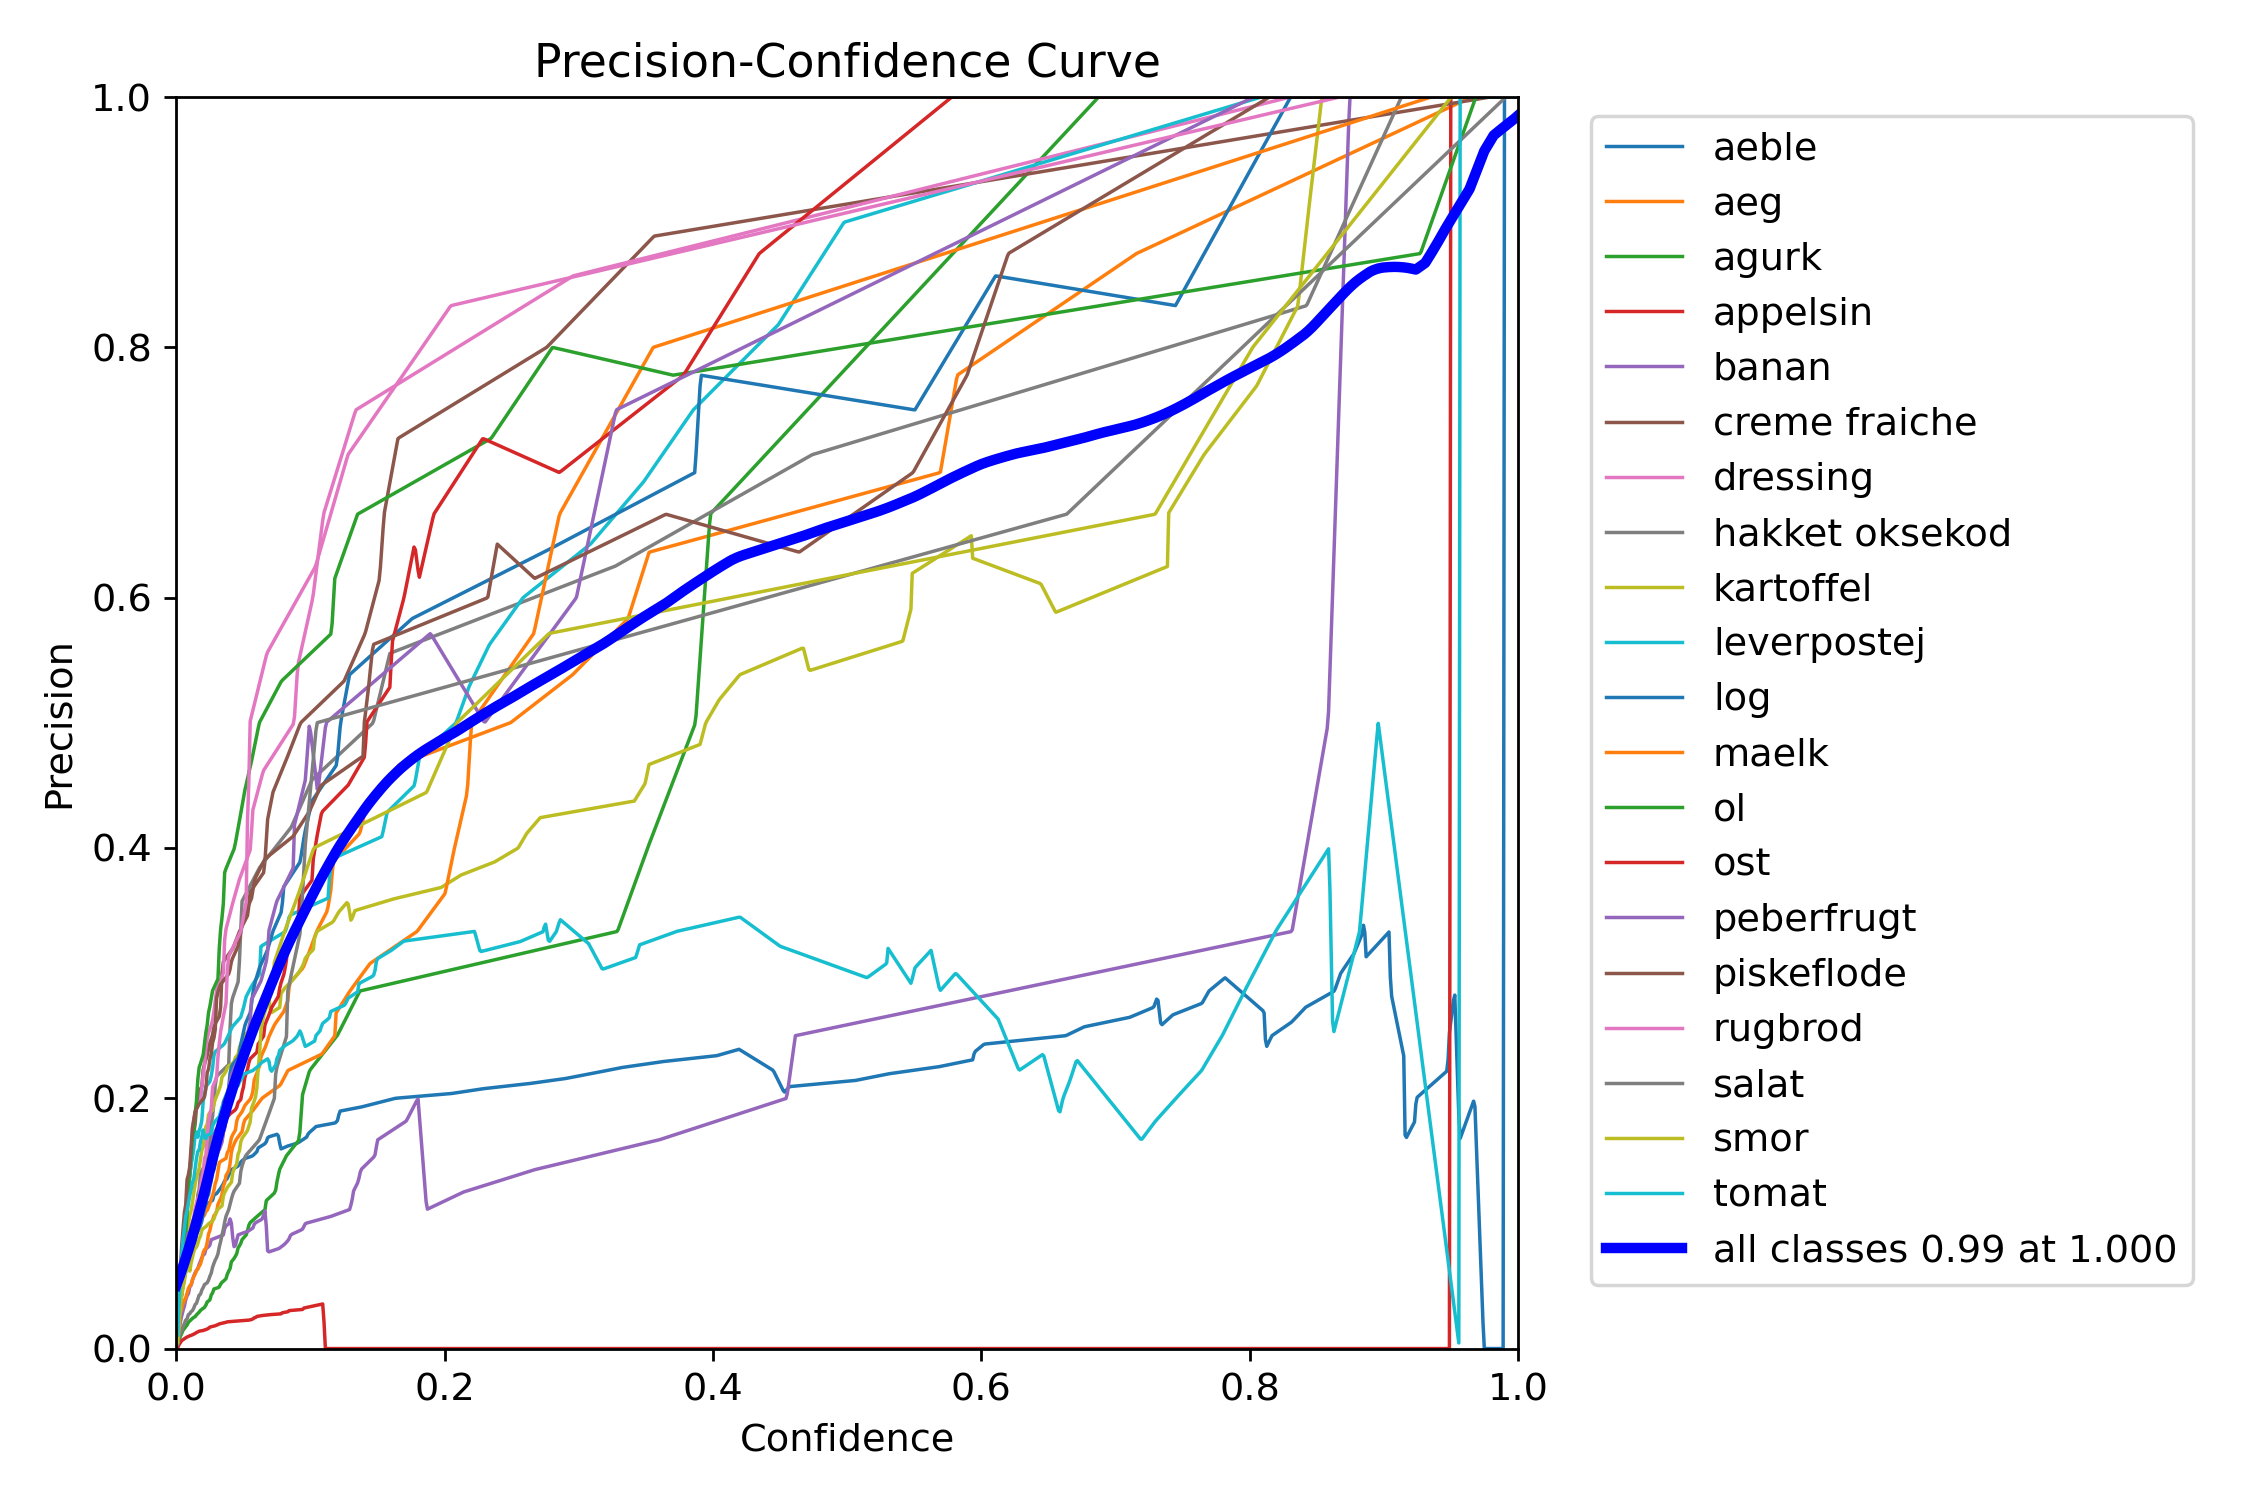 Precision-Confidence Curve
1.0
0.8
0.6
0.4
0.2
0.0
Precision
0.0 0.2 0.4 0.6 0.8 1.0
Confidence
aeble
aeg
agurk
appelsin
banan
creme fraiche
dressing
hakket oksekod
kartoffel
leverpostej
log
maelk
ol
ost
peberfrugt
piskeflode
rugbrod
salat
smor
tomat
all classes 0.99 at 1.000